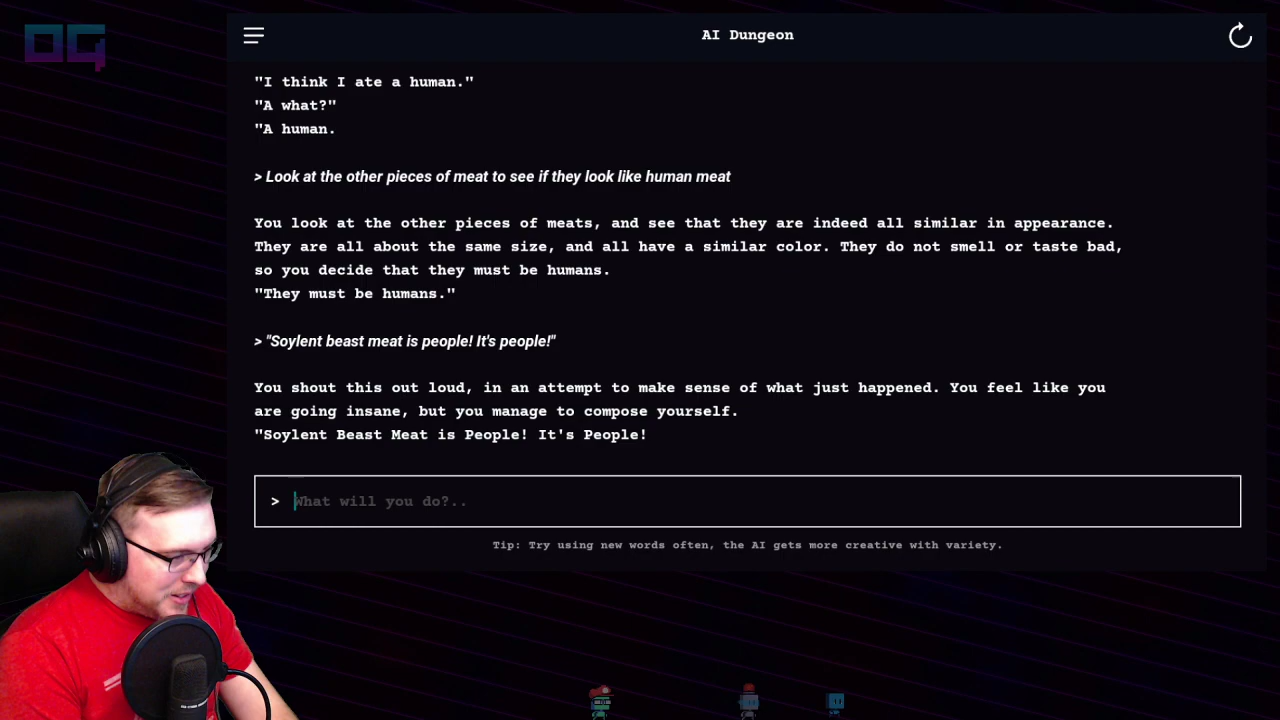 OG
AI Dungeon
"I think I ate a human."
"A what?"
"A human.
> Look at the other pieces of meat to see if they look like human meat
You look at the other pieces of meats, and see that they are indeed all similar in appearance.
They are all about the same size, and all have a similar color. They do not smell or taste bad,
so you decide that they must be humans.
"They must be humans."
> "Soylent beast meat is people! It's people!"
You shout this out loud, in an attempt to make sense of what just happened. You feel like you
are going insane, but you manage to compose yourself.
"Soylent Beast Meat is People! It's People!
> What will you do?..
Tip: Try using new words often, the AI gets more creative with variety.